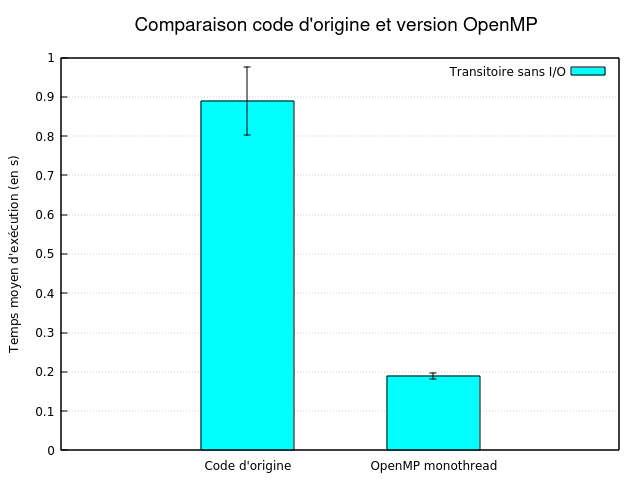 Comparaison code d'origine et version OpenMP
Transitoire sans I/O
Temps moyen d'exécution (en s)
1
0.9
0.8
0.7
0.6
0.5
0.4
0.3
0.2
0.1
0
Code d'origine
OpenMP monothread